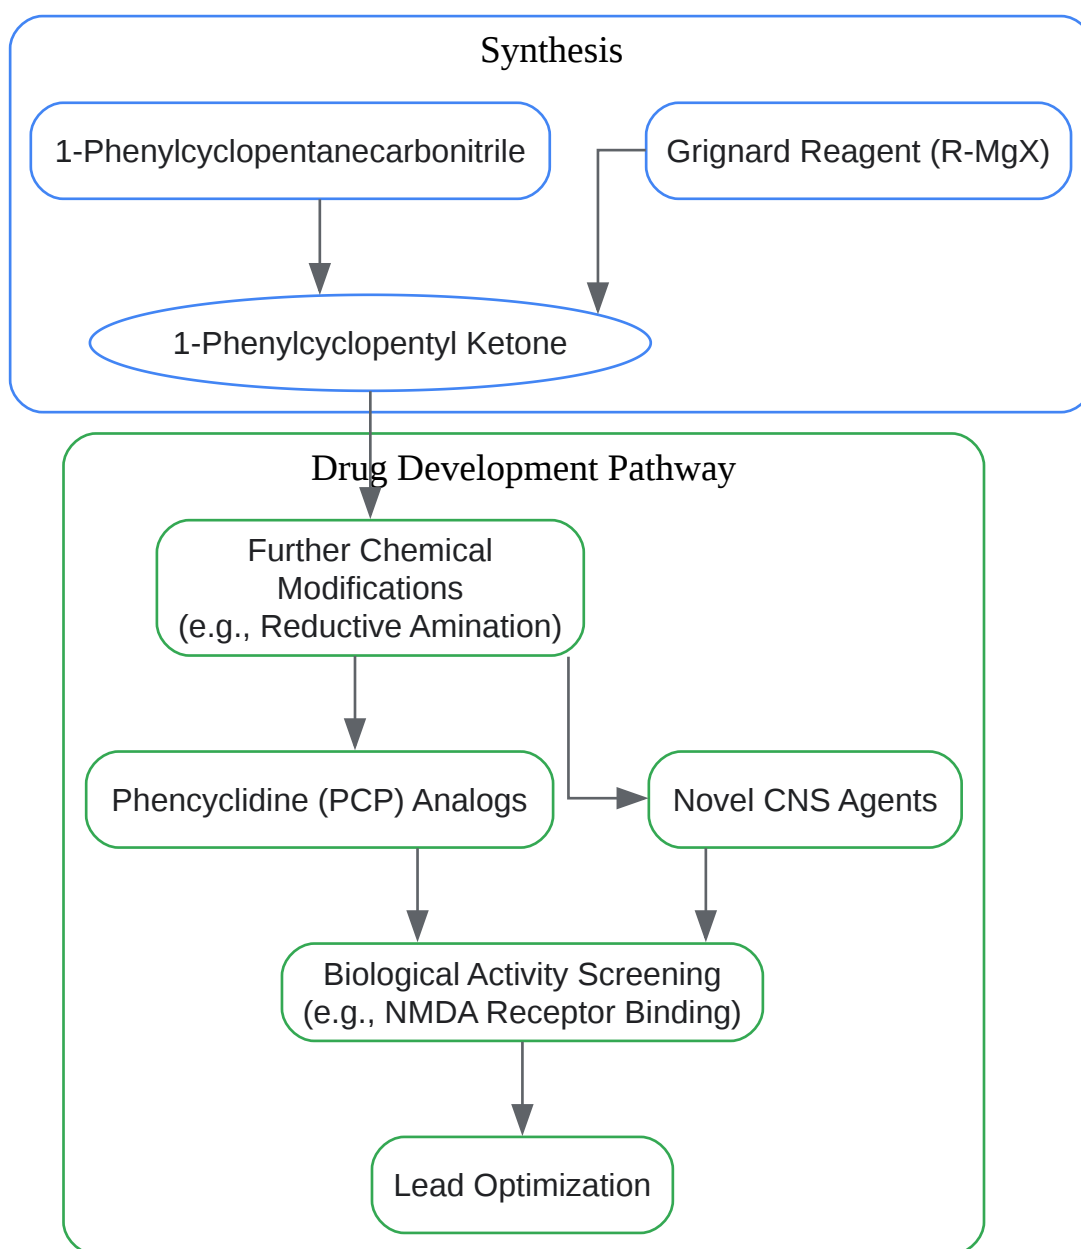 Synthesis
1-Phenylcyclopentanecarbonitrile
Grignard Reagent (R-MgX)
1-Phenylcyclopentyl Ketone
Drug Development Pathway
Further Chemical
Modifications
(e.g., Reductive Amination)
Phencyclidine (PCP) Analogs
Novel CNS Agents
Biological Activity Screening
(e.g., NMDA Receptor Binding)
Lead Optimization